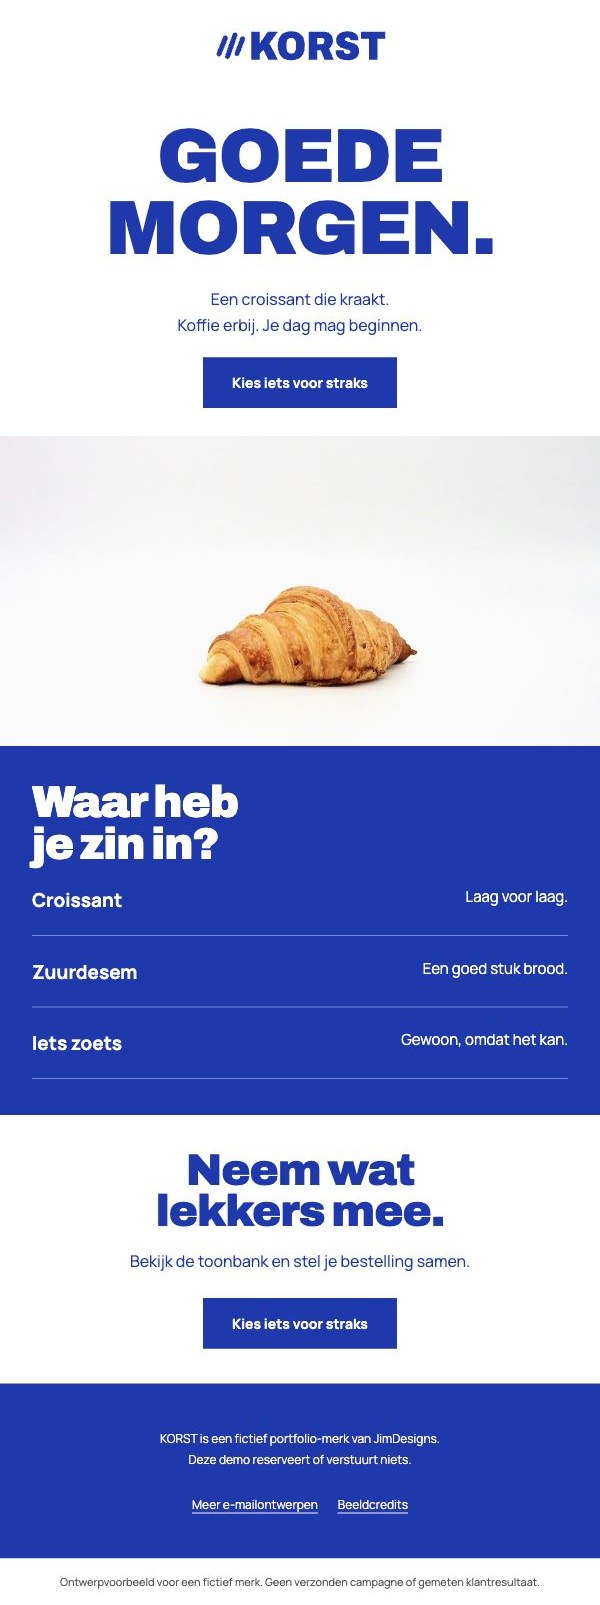 KORST
GOEDE
MORGEN.
Een croissant die kraakt.
Koffie erbij. Je dag mag beginnen.
Kies iets voor straks
Waar heb
je zin in?
Croissant Laag voor laag.
Zuurdesem Een goed stuk brood.
Iets zoets Gewoon, omdat het kan.
Neem wat
lekkers mee.
Bekijk de toonbank en stel je bestelling samen.
Kies iets voor straks
KORST is een fictief portfolio-merk van JimDesigns.
Deze demo reserveert of verstuurt niets.
Meer e-mailontwerpen Beeldcredits
Ontwerpvoorbeeld voor een fictief merk. Geen verzonden campagne of gemeten klantresultaat.